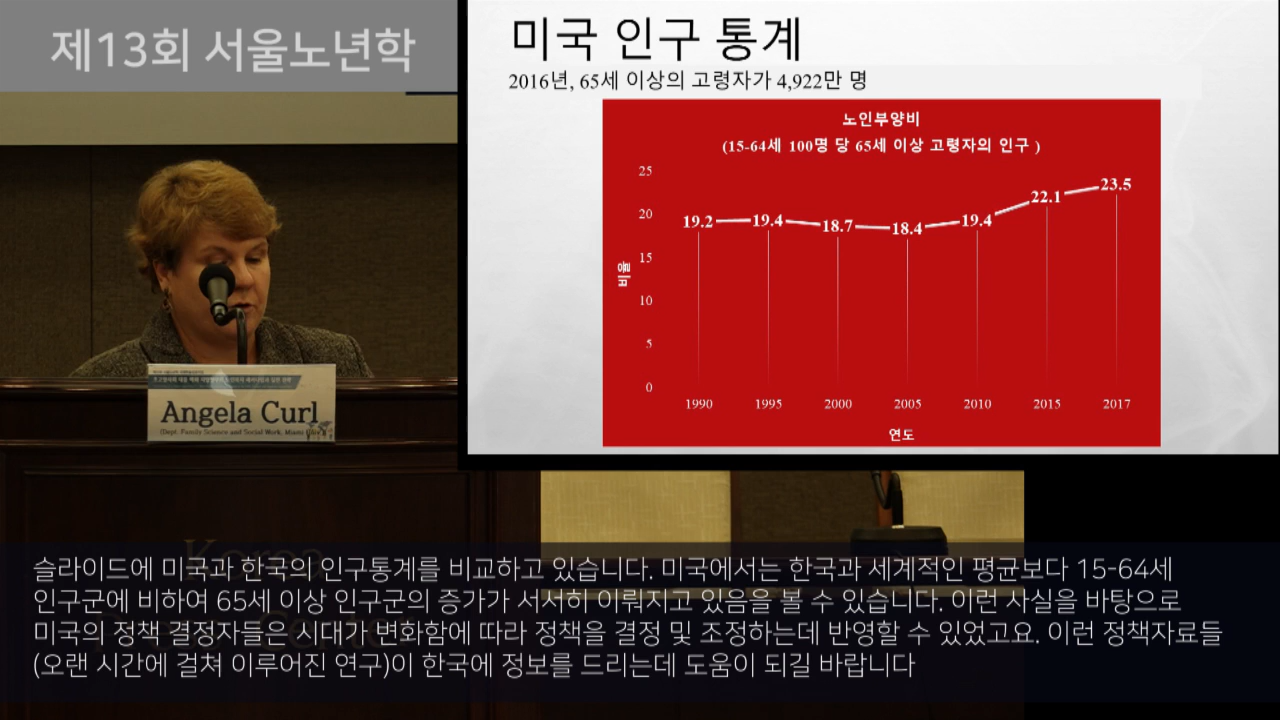 제13회 서울노년학
미국 인구 통계
2016년, 65세 이상의 고령자가 4,922만 명
노인부양비
(15-64세 100명 당 65세 이상 고령자의 인구 )
25
20
15
10
5
0
비율
19.2
19.4
18.7
18.4
19.4
22.1
23.5
1990 1995 2000 2005 2010 2015 2017
연도
Angela Curl
(Dept. Family Science and Social Work, Miami
슬라이드에 미국과 한국의 인구통계를 비교하고 있습니다. 미국에서는 한국과 세계적인 평균보다 15-64세
인구군에 비하여 65세 이상 인구군의 증가가 서서히 이뤄지고 있음을 볼 수 있습니다. 이런 사실을 바탕으로
미국의 정책 결정자들은 시대가 변화함에 따라 정책을 결정 및 조정하는데 반영할 수 있었고요. 이런 정책자료들
(오랜 시간에 걸쳐 이루어진 연구)이 한국에 정보를 드리는데 도움이 되길 바랍니다